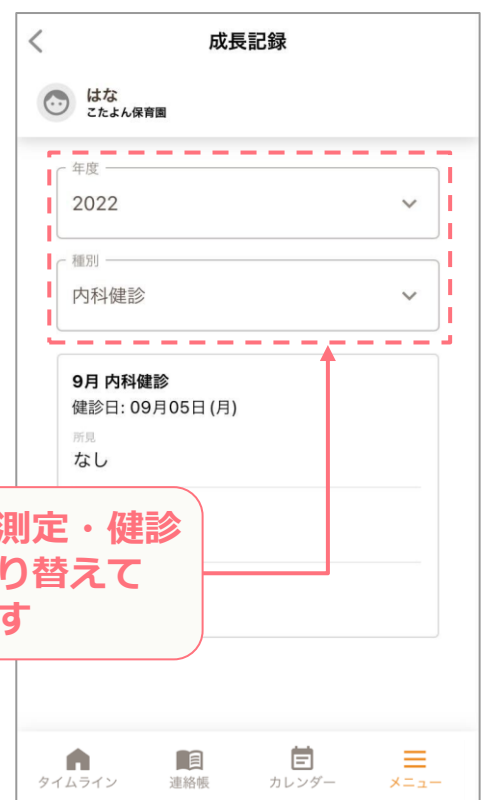 成長記録
はな
こたよん保育園
年度
2022
種別
内科健診
9月 内科健診
健診日: 09月05日(月)
所見
なし
測定・健診
り替えて
す
タイムライン
連絡帳
カレンダー
メニュー